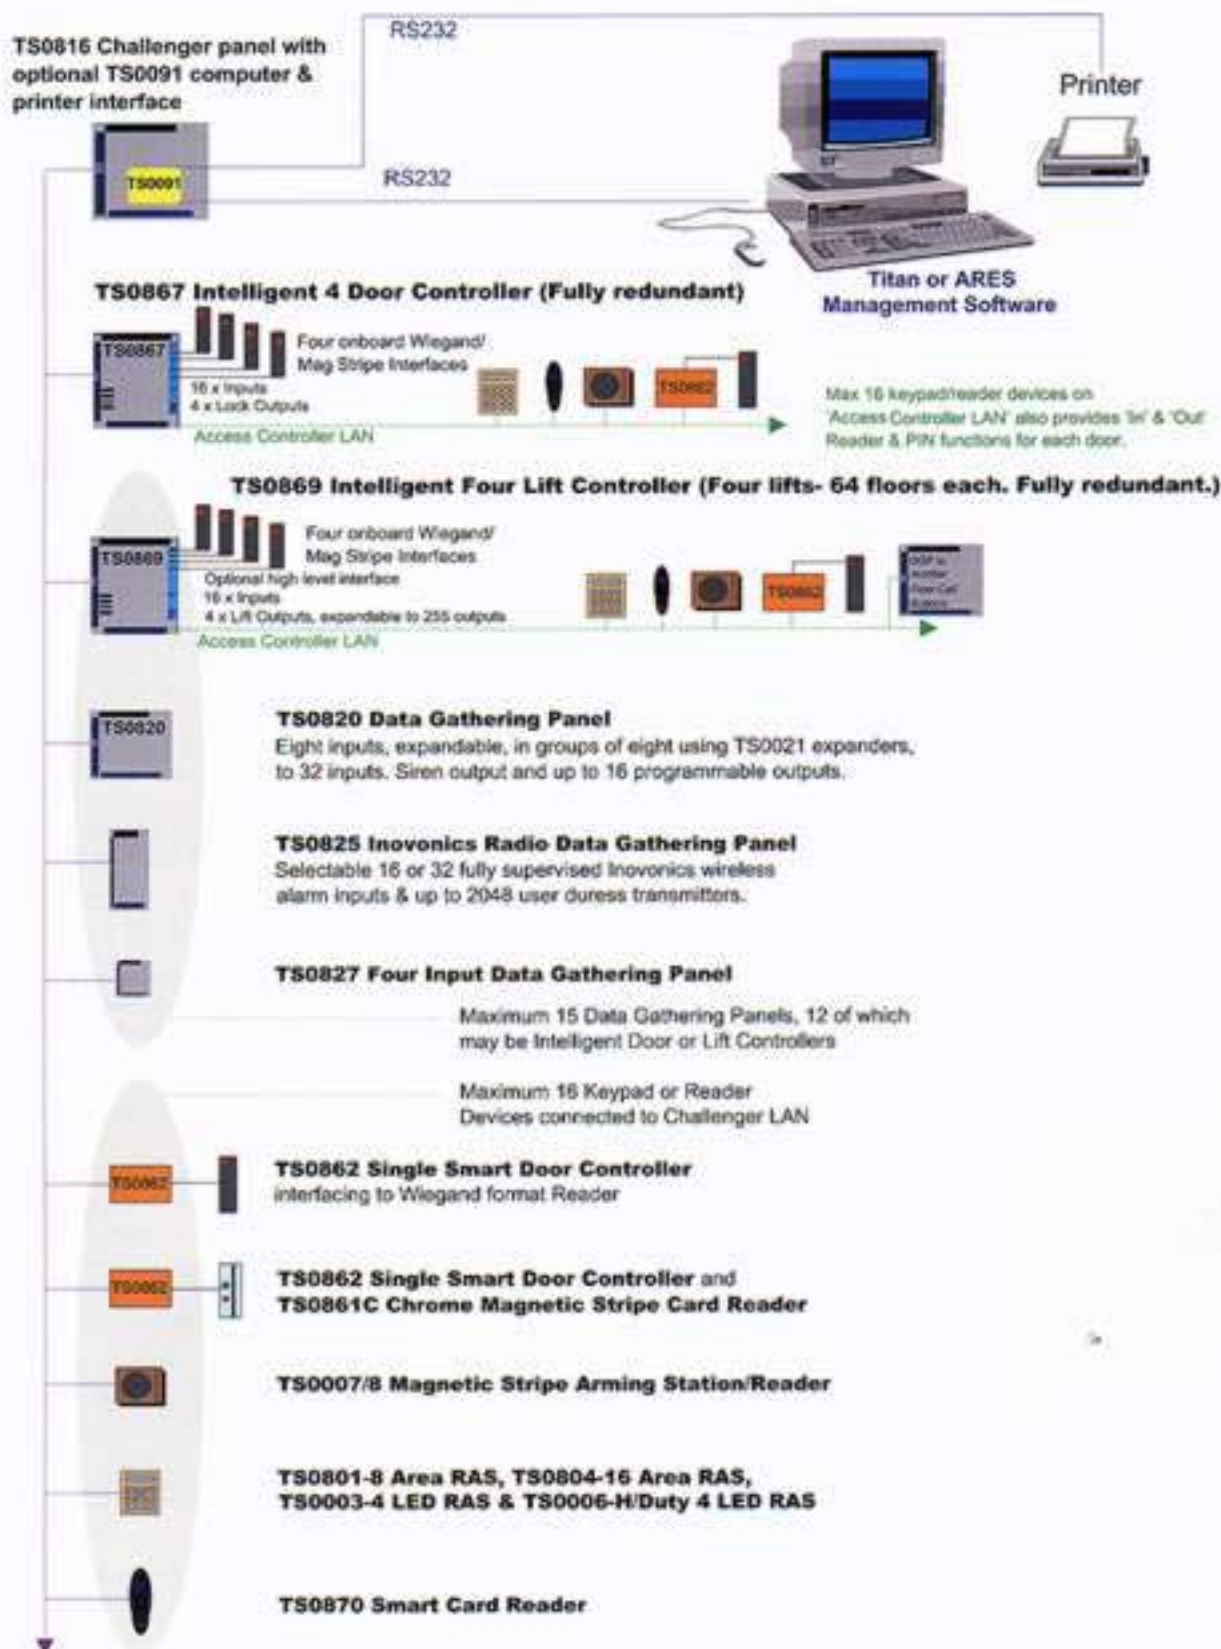 RS232
TS0816 Challenger panel with
optional TS0091 computer &
printer interface
Printer
TS0091
RS232
Titan or ARES
Management Software
TS0867 Intelligent 4 Door Controller (Fully redundant)
TS0867
Four onboard Wiegand/
Mag Stripe Interfaces
16 x Inputs
4 x Lock Outputs
TS0862
Access Controller LAN
Max 16 keypad/reader devices on
'Access Controller LAN' also provides 'In' & 'Out'
Reader & PIN functions for each door.
TS0869 Intelligent Four Lift Controller (Four lifts- 64 floors each. Fully redundant.)
TS0869
Four onboard Wiegand/
Mag Stripe Interfaces
Optional high level interface
16 x Inputs
4 x Lift Outputs, expandable to 255 outputs
TS0862
Access Controller LAN
TS0820
TS0820 Data Gathering Panel
Eight inputs, expandable, in groups of eight using TS0021 expanders,
to 32 inputs. Siren output and up to 16 programmable outputs.
TS0825 Inovonics Radio Data Gathering Panel
Selectable 16 or 32 fully supervised Inovonics wireless
alarm inputs & up to 2048 user duress transmitters.
TS0827 Four Input Data Gathering Panel
Maximum 15 Data Gathering Panels, 12 of which
may be Intelligent Door or Lift Controllers
Maximum 16 Keypad or Reader
Devices connected to Challenger LAN
TS0862
TS0862 Single Smart Door Controller
interfacing to Wiegand format Reader
TS0862
TS0862 Single Smart Door Controller and
TS0861C Chrome Magnetic Stripe Card Reader
TS0007/8 Magnetic Stripe Arming Station/Reader
TS0801-8 Area RAS, TS0804-16 Area RAS,
TS0003-4 LED RAS & TS0006-H/Duty 4 LED RAS
TS0870 Smart Card Reader